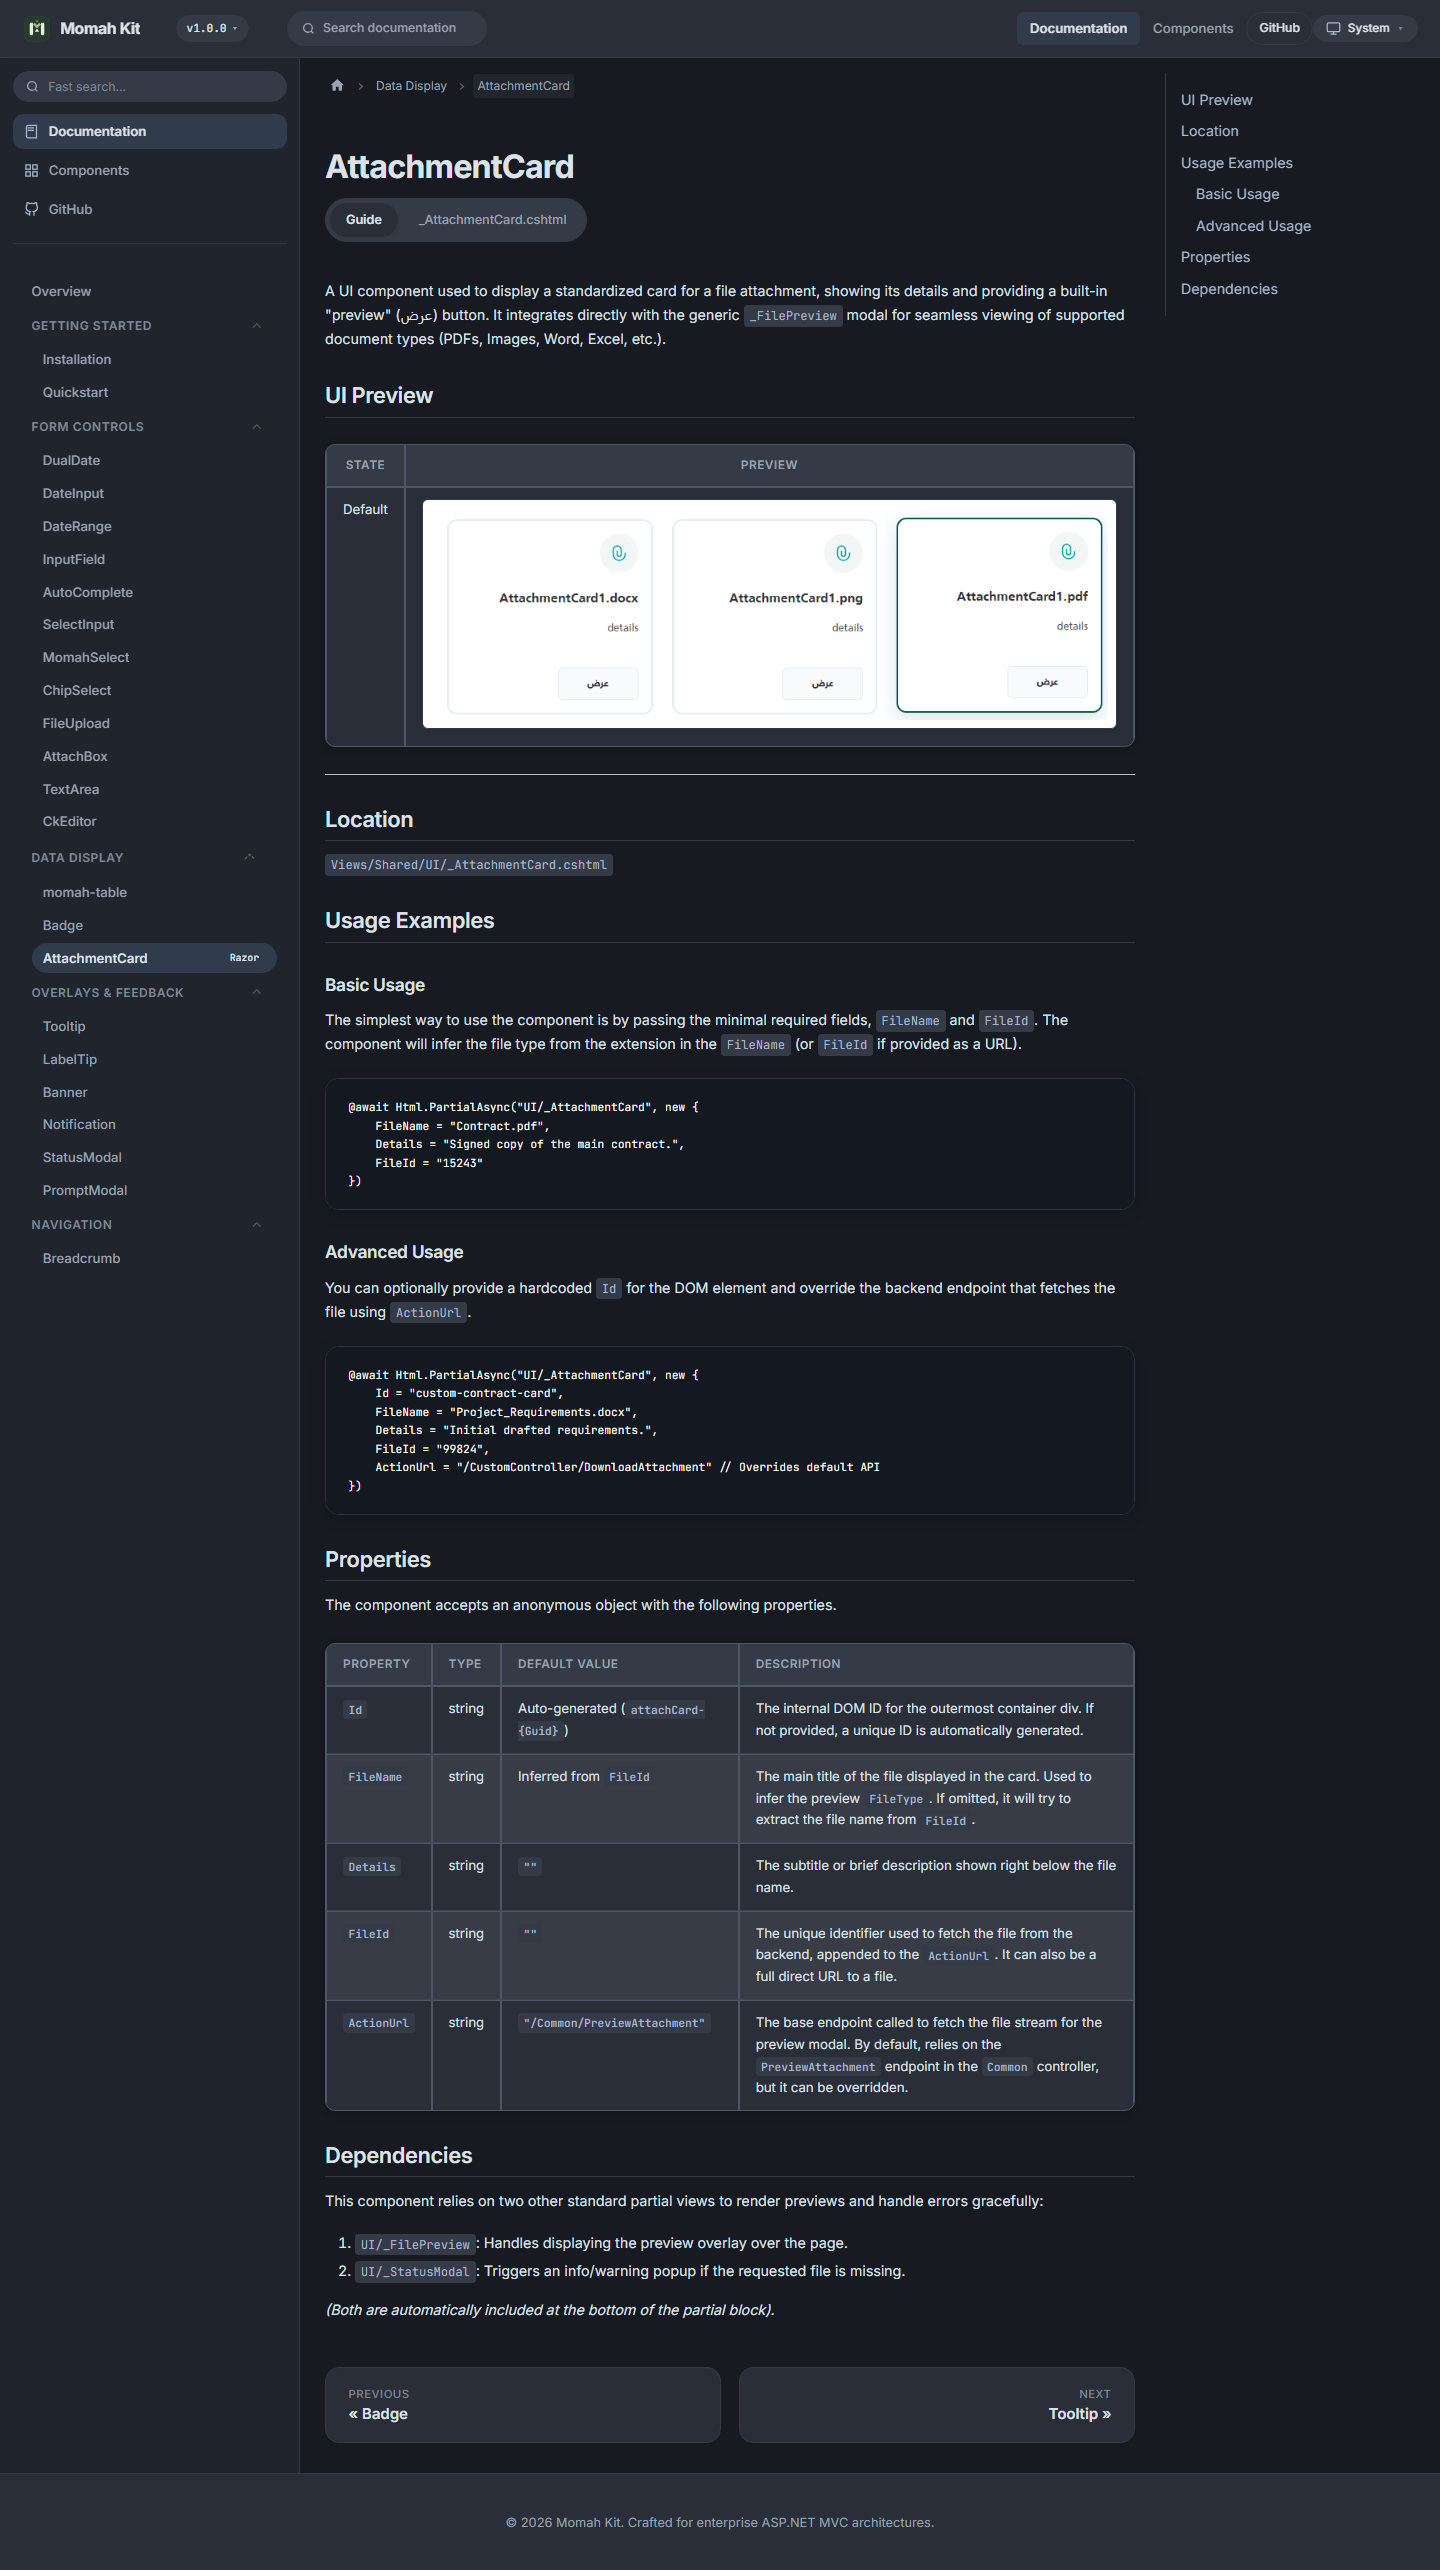 Momah Kit
v1.0.0
Search documentation
Documentation
Components
GitHub
System
Fast search...
Documentation
Components
GitHub
Overview
GETTING STARTED
Installation
Quickstart
FORM CONTROLS
DualDate
DateInput
DateRange
InputField
AutoComplete
SelectInput
MomahSelect
ChipSelect
FileUpload
AttachBox
TextArea
CkEditor
DATA DISPLAY
momah-table
Badge
AttachmentCard Razor
OVERLAYS & FEEDBACK
Tooltip
LabelTip
Banner
Notification
StatusModal
PromptModal
NAVIGATION
Breadcrumb
Data Display
AttachmentCard
AttachmentCard
Guide
_AttachmentCard.cshtml
A UI component used to display a standardized card for a file attachment, showing its details and providing a built-in
"preview" (عرض) button. It integrates directly with the generic _FilePreview modal for seamless viewing of supported
document types (PDFs, Images, Word, Excel, etc.).
UI Preview
STATE PREVIEW
Default
AttachmentCard1.docx
details
عرض
AttachmentCard1.png
details
عرض
AttachmentCard1.pdf
details
عرض
Location
Views/Shared/UI/_AttachmentCard.cshtml
Usage Examples
Basic Usage
The simplest way to use the component is by passing the minimal required fields, FileName and FileId. The
component will infer the file type from the extension in the FileName (or FileId if provided as a URL).
@await Html.PartialAsync("UI/_AttachmentCard", new {
FileName = "Contract.pdf",
Details = "Signed copy of the main contract.",
FileId = "15243"
})
Advanced Usage
You can optionally provide a hardcoded Id for the DOM element and override the backend endpoint that fetches the
file using ActionUrl.
@await Html.PartialAsync("UI/_AttachmentCard", new {
Id = "custom-contract-card",
FileName = "Project_Requirements.docx",
Details = "Initial drafted requirements.",
FileId = "99824",
ActionUrl = "/CustomController/DownloadAttachment" // Overrides default API
})
Properties
The component accepts an anonymous object with the following properties.
PROPERTY TYPE DEFAULT VALUE DESCRIPTION
Id string Auto-generated (attachCard-
{Guid})
The internal DOM ID for the outermost container div. If
not provided, a unique ID is automatically generated.
FileName string Inferred from FileId
The main title of the file displayed in the card. Used to
infer the preview FileType. If omitted, it will try to
extract the file name from FileId.
Details string ""
The subtitle or brief description shown right below the file
name.
FileId string ""
The unique identifier used to fetch the file from the
backend, appended to the ActionUrl. It can also be a
full direct URL to a file.
ActionUrl string "/Common/PreviewAttachment"
The base endpoint called to fetch the file stream for the
preview modal. By default, relies on the
PreviewAttachment endpoint in the Common controller,
but it can be overridden.
Dependencies
This component relies on two other standard partial views to render previews and handle errors gracefully:
1. UI/_FilePreview: Handles displaying the preview overlay over the page.
2. UI/_StatusModal: Triggers an info/warning popup if the requested file is missing.
(Both are automatically included at the bottom of the partial block).
PREVIOUS
« Badge
NEXT
Tooltip »
UI Preview
Location
Usage Examples
Basic Usage
Advanced Usage
Properties
Dependencies
© 2026 Momah Kit. Crafted for enterprise ASP.NET MVC architectures.